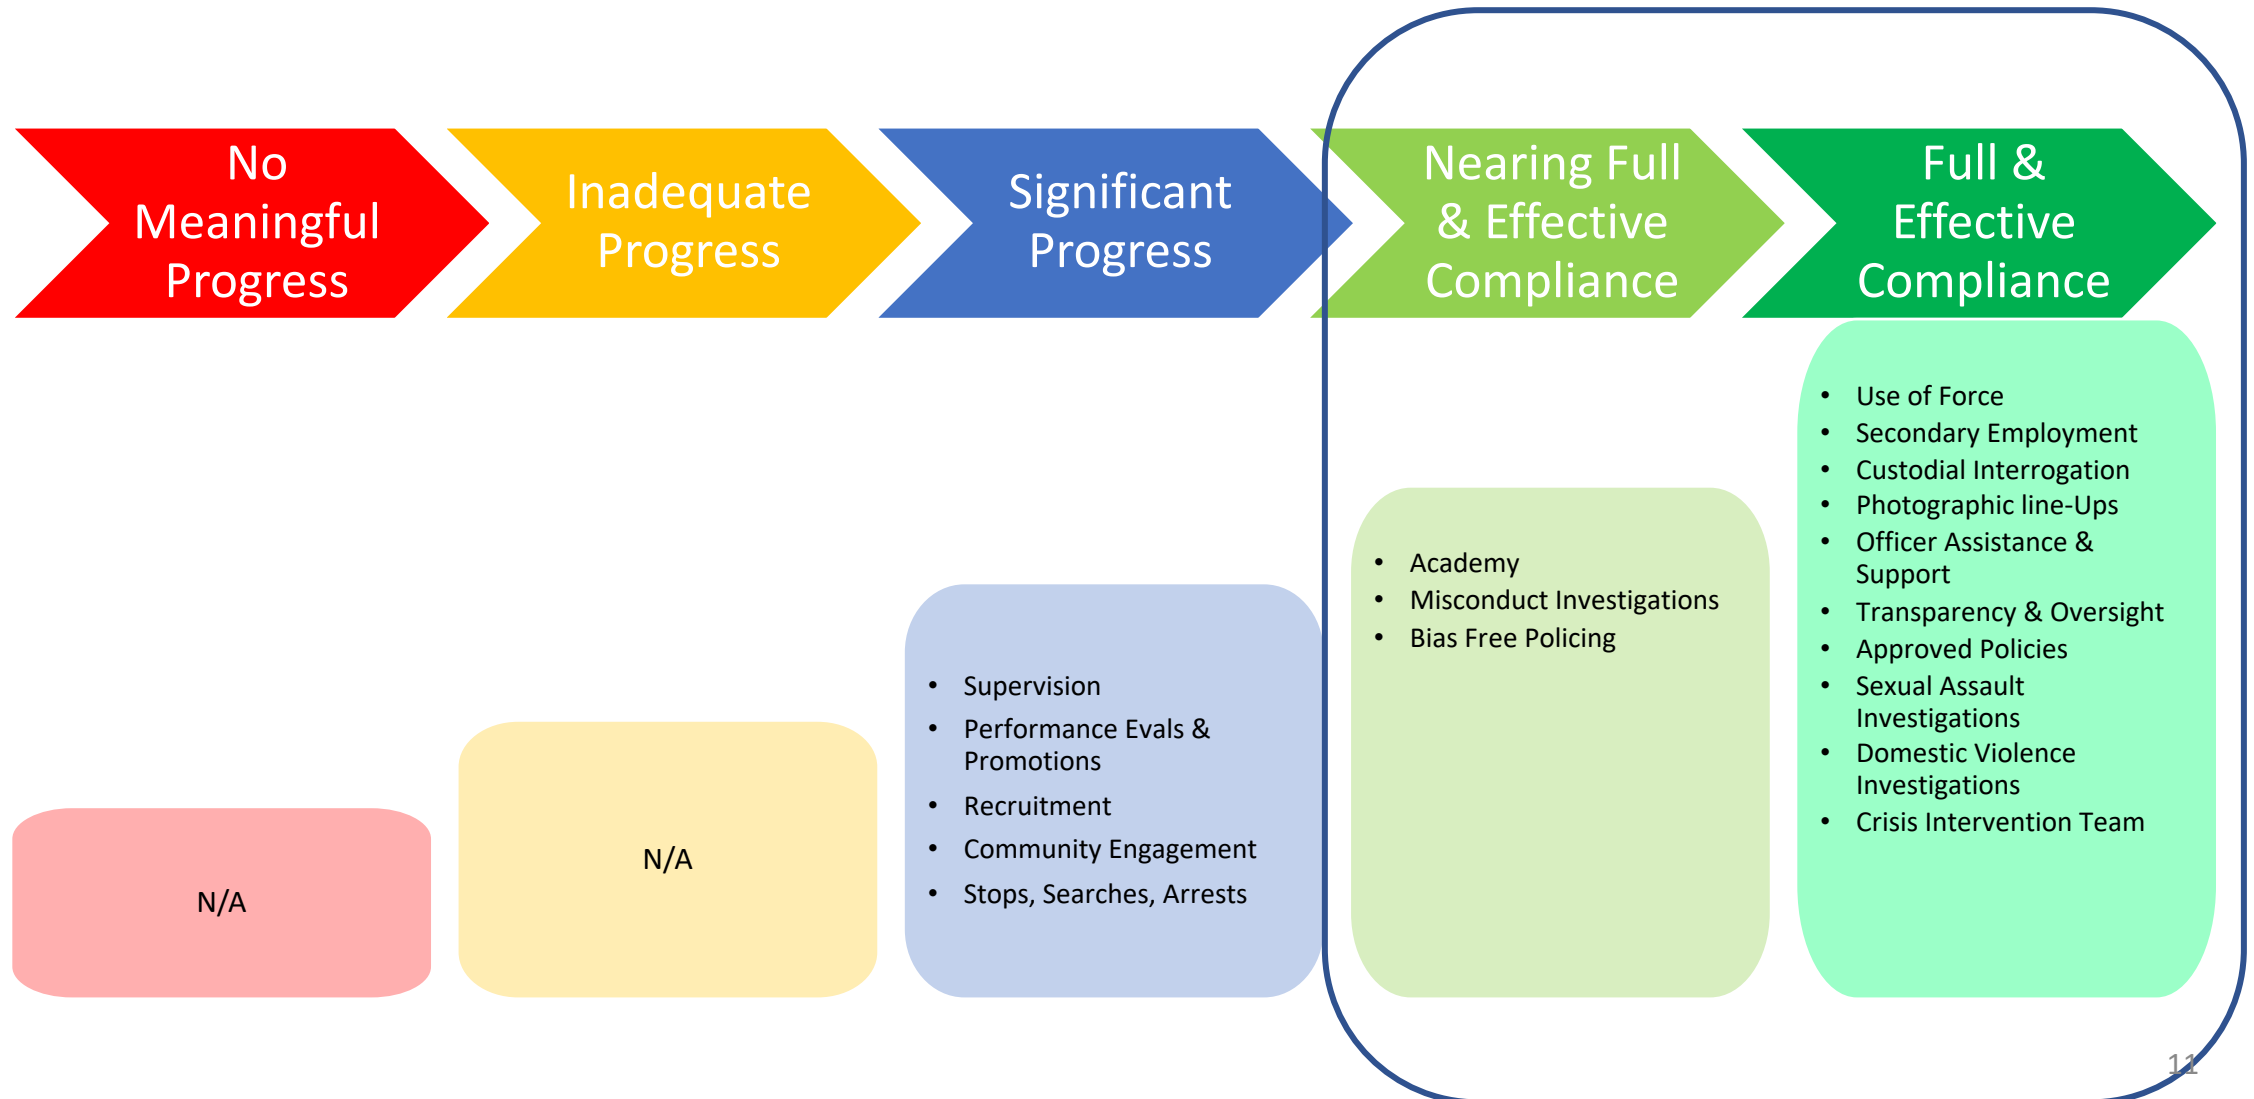 No
Meaningful
Progress
Inadequate
Progress
Significant
Progress
Nearing Full
& Effective
Compliance
Full &
Effective
Compliance
N/A
N/A
• Supervision
• Performance Evals &
Promotions
• Recruitment
• Community Engagement
• Stops, Searches, Arrests
• Academy
• Misconduct Investigations
• Bias Free Policing
• Use of Force
• Secondary Employment
• Custodial Interrogation
• Photographic line-Ups
• Officer Assistance &
Support
• Transparency & Oversight
• Approved Policies
• Sexual Assault
Investigations
• Domestic Violence
Investigations
• Crisis Intervention Team
11